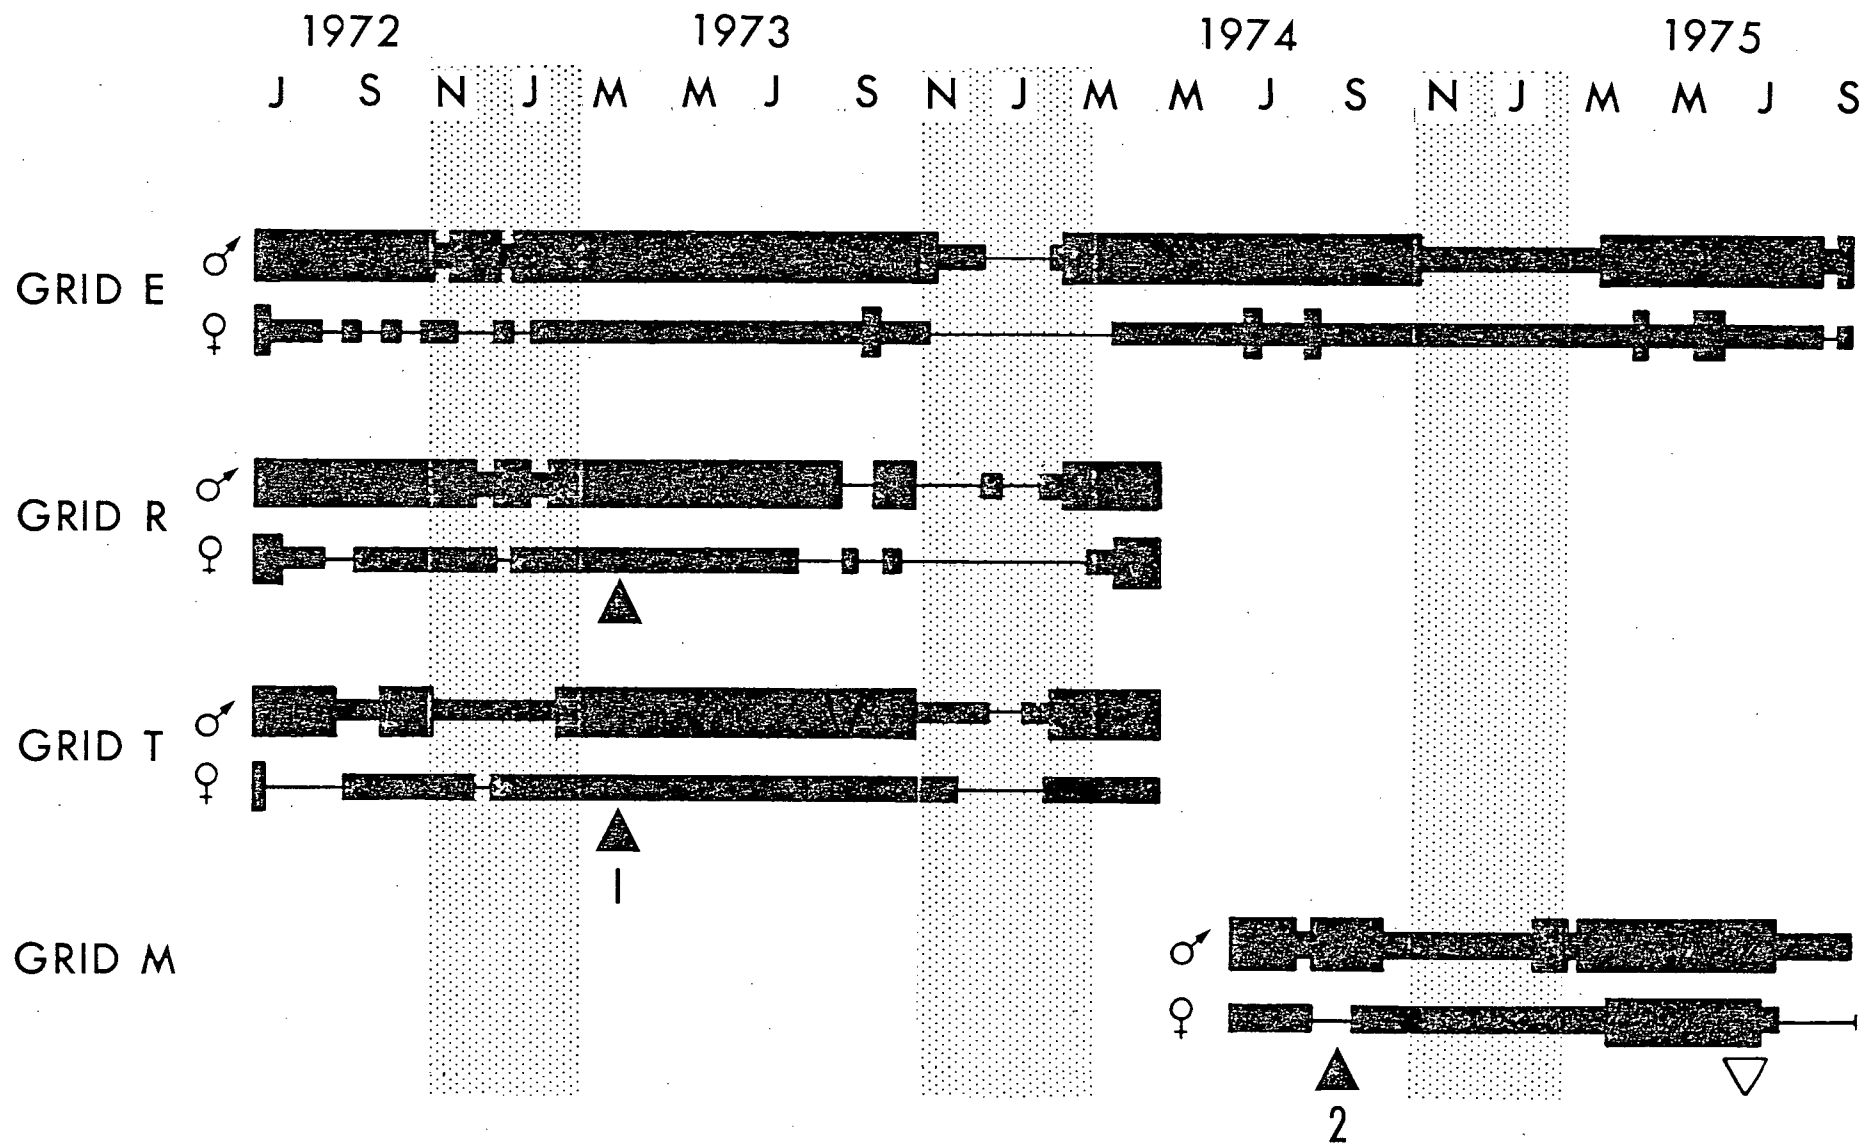 1972 1973 1974 1975
J S N J M M J S N J M M J S N J M M J S
GRID E ♂
♀
GRID R ♂
♀
GRID T ♂
♀
1
GRID M ♂
♀
2